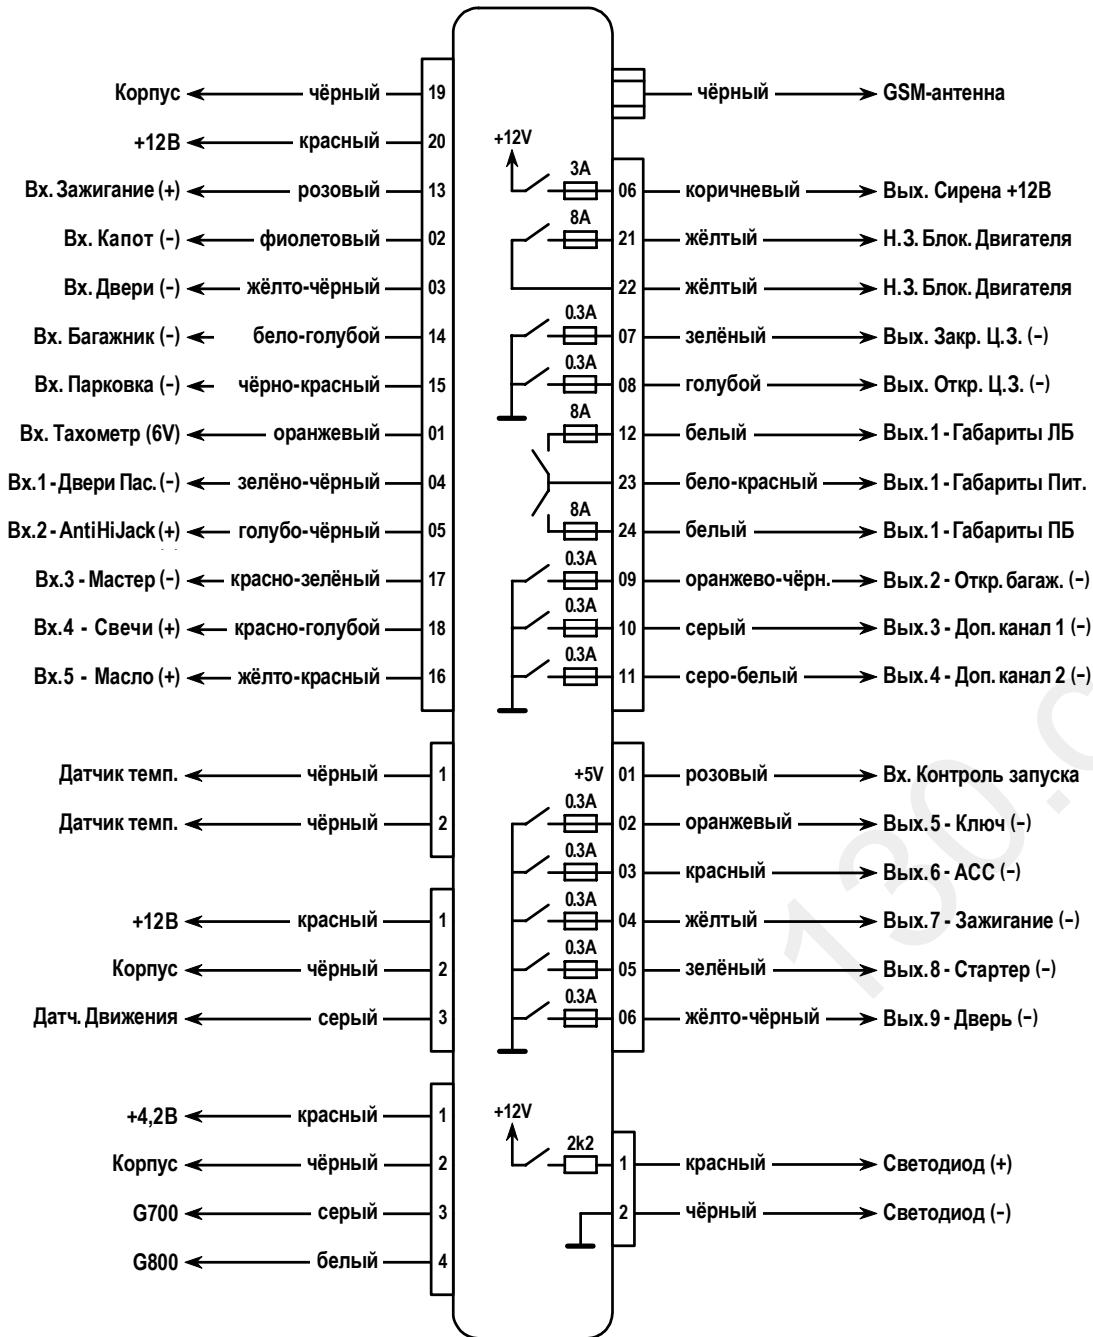 Корпус чёрный 19
+12В красный 20
Вх. Зажигание (+) розовый 13
Вх. Капот (-) фиолетовый 02
Вх. Двери (-) жёлто-чёрный 03
Вх. Багажник (-) бело-голубой 14
Вх. Парковка (-) чёрно-красный 15
Вх. Тахометр (6V) оранжевый 01
Вх.1 - Двери Пас. (-) зелёно-чёрный 04
Вх.2 - AntiHiJack (+) голубо-чёрный 05
Вх.3 - Мастер (-) красно-зелёный 17
Вх.4 - Свечи (+) красно-голубой 18
Вх.5 - Масло (+) жёлто-красный 16
Датчик темп. чёрный 1
Датчик темп. чёрный 2
+12В красный 1
Корпус чёрный 2
Датч. Движения серый 3
+4,2В красный 1
Корпус чёрный 2
G700 серый 3
G800 белый 4
чёрный GSM-антенна
+12V
3A 06 коричневый Вых. Сирена +12В
8A 21 жёлтый Н.З. Блок. Двигателя
22 жёлтый Н.З. Блок. Двигателя
0.3A 07 зелёный Вых. Закр. Ц.З. (-)
0.3A 08 голубой Вых. Откр. Ц.З. (-)
8A 12 белый Вых.1 - Габариты ЛБ
23 бело-красный Вых.1 - Габариты Пит.
8A 24 белый Вых.1 - Габариты ПБ
0.3A 09 оранжево-чёрн. Вых.2 - Откр. багаж. (-)
0.3A 10 серый Вых.3 - Доп. канал 1 (-)
0.3A 11 серо-белый Вых.4 - Доп. канал 2 (-)
+5V 01 розовый Вх. Контроль запуска
0.3A 02 оранжевый Вых.5 - Ключ (-)
0.3A 03 красный Вых.6 - ACC (-)
0.3A 04 жёлтый Вых.7 - Зажигание (-)
0.3A 05 зелёный Вых.8 - Стартер (-)
0.3A 06 жёлто-чёрный Вых.9 - Дверь (-)
+12V
2k2 1 красный Светодиод (+)
2 чёрный Светодиод (-)